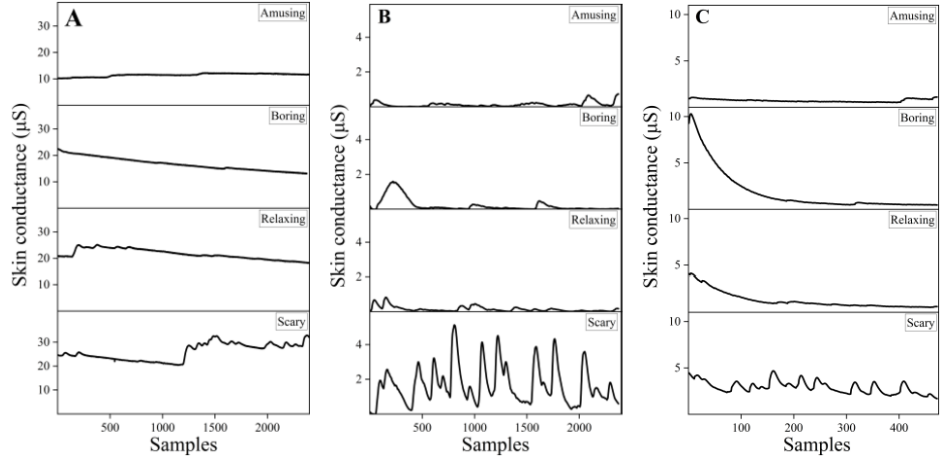 A
Amusing
30
20
10
Boring
30
20
10
Relaxing
30
20
10
Scary
30
20
10
500
1000
1500
2000
Samples
Skin conductance (μS)
B
Amusing
4
2
Boring
4
2
Relaxing
4
2
Scary
4
2
0
500
1000
1500
2000
Samples
Skin conductance (μS)
C
Amusing
10
5
Boring
10
5
Relaxing
10
5
Scary
10
5
100
200
300
400
Samples
Skin conductance (μS)